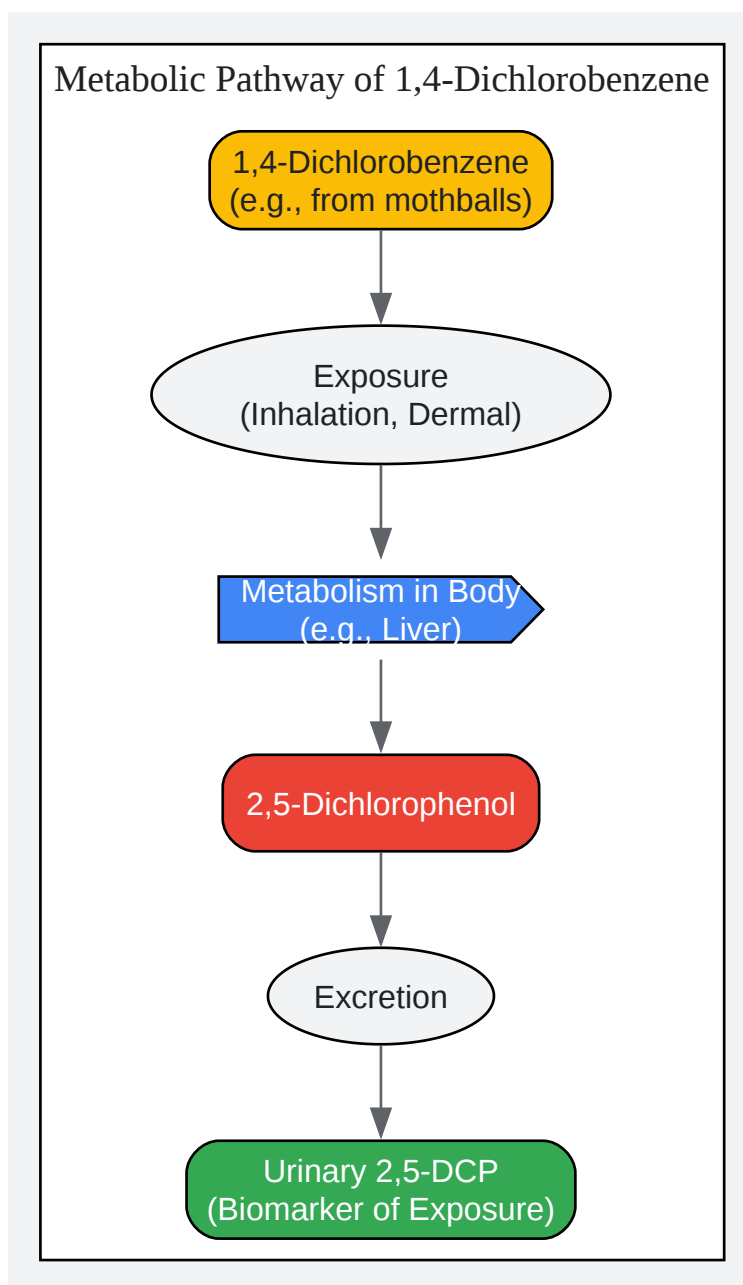 Metabolic Pathway of 1,4-Dichlorobenzene
1,4-Dichlorobenzene
(e.g., from mothballs)
Exposure
(Inhalation, Dermal)
Metabolism in Body
(e.g., Liver)
2,5-Dichlorophenol
Excretion
Urinary 2,5-DCP
(Biomarker of Exposure)